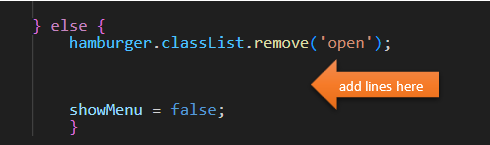 } else {
hamburger.classList.remove('open');
add lines here
showMenu = false;
}